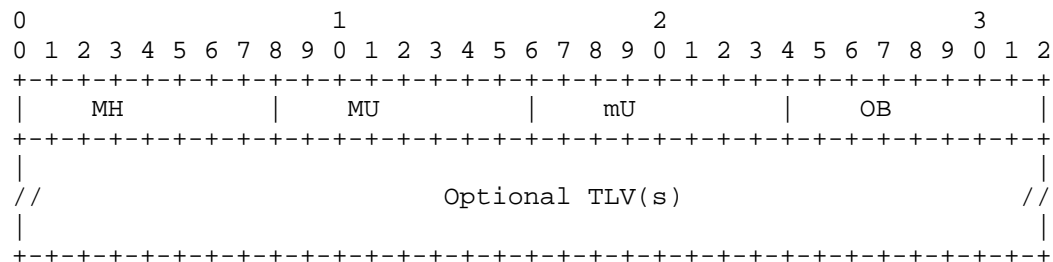 0                   1                   2                   3
0 1 2 3 4 5 6 7 8 9 0 1 2 3 4 5 6 7 8 9 0 1 2 3 4 5 6 7 8 9 0 1 2
+-+-+-+-+-+-+-+-+-+-+-+-+-+-+-+-+-+-+-+-+-+-+-+-+-+-+-+-+-+-+-+-+
|    MH         |    MU         |    mU         |    OB         |
+-+-+-+-+-+-+-+-+-+-+-+-+-+-+-+-+-+-+-+-+-+-+-+-+-+-+-+-+-+-+-+-+
|                                                               |
//                         Optional TLV(s)                     //
|                                                               |
+-+-+-+-+-+-+-+-+-+-+-+-+-+-+-+-+-+-+-+-+-+-+-+-+-+-+-+-+-+-+-+-+